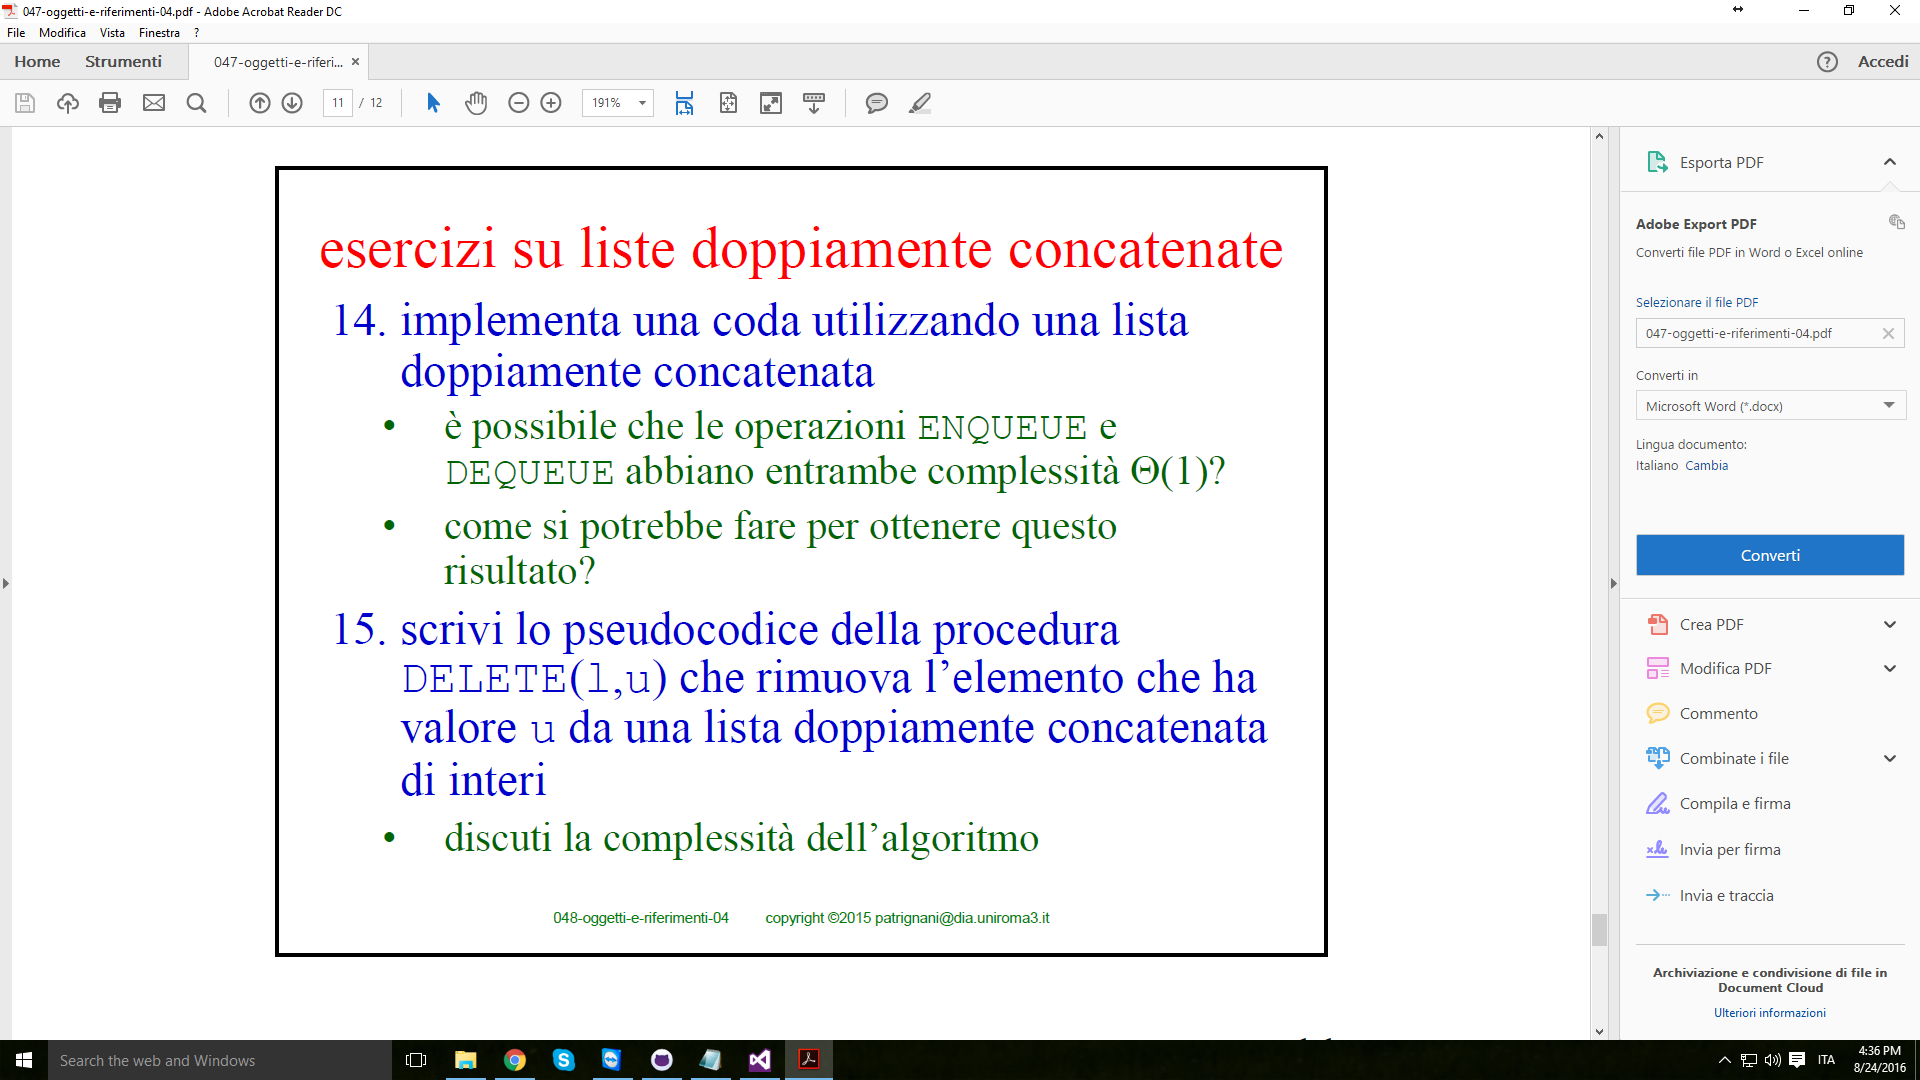 047-oggetti-e-riferimenti-04.pdf - Adobe Acrobat Reader DC
File Modifica Vista Finestra ?
Home Strumenti 047-oggetti-e-riferi... × ? Accedi
11 / 12 191%
esercizi su liste doppiamente concatenate
14. implementa una coda utilizzando una lista
doppiamente concatenata
• è possibile che le operazioni ENQUEUE e
DEQUEUE abbiano entrambe complessità Θ(1)?
• come si potrebbe fare per ottenere questo
risultato?
15. scrivi lo pseudocodice della procedura
DELETE(l,u) che rimuova l’elemento che ha
valore u da una lista doppiamente concatenata
di interi
• discuti la complessità dell’algoritmo
048-oggetti-e-riferimenti-04 copyright ©2015 patrignani@dia.uniroma3.it
Esporta PDF
Adobe Export PDF
Converti file PDF in Word o Excel online
Selezionare il file PDF
047-oggetti-e-riferimenti-04.pdf
Converti in
Microsoft Word (*.docx)
Lingua documento:
Italiano Cambia
Converti
Crea PDF
Modifica PDF
Commento
Combinate i file
Compila e firma
Invia per firma
Invia e traccia
Archiviazione e condivisione di file in
Document Cloud
Ulteriori informazioni
Search the web and Windows
ITA
4:36 PM
8/24/2016